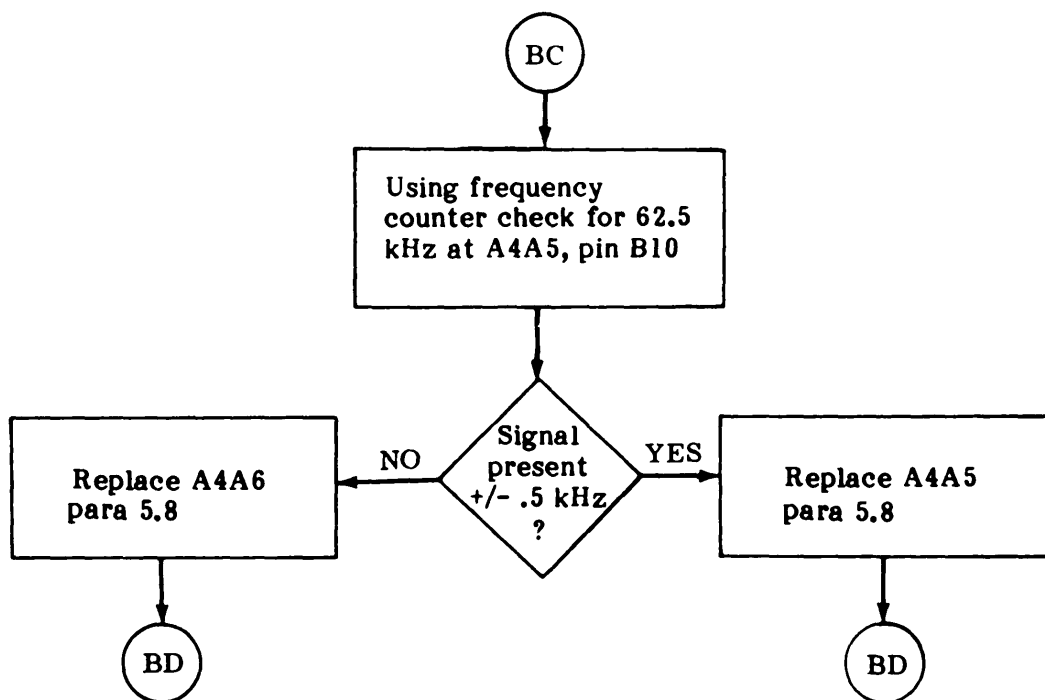 BC
Using frequency
counter check for 62.5
kHz at A4A5, pin B10
Signal
present
+/- .5 kHz
?
NO
YES
Replace A4A6
para 5.8
Replace A4A5
para 5.8
BD
BD